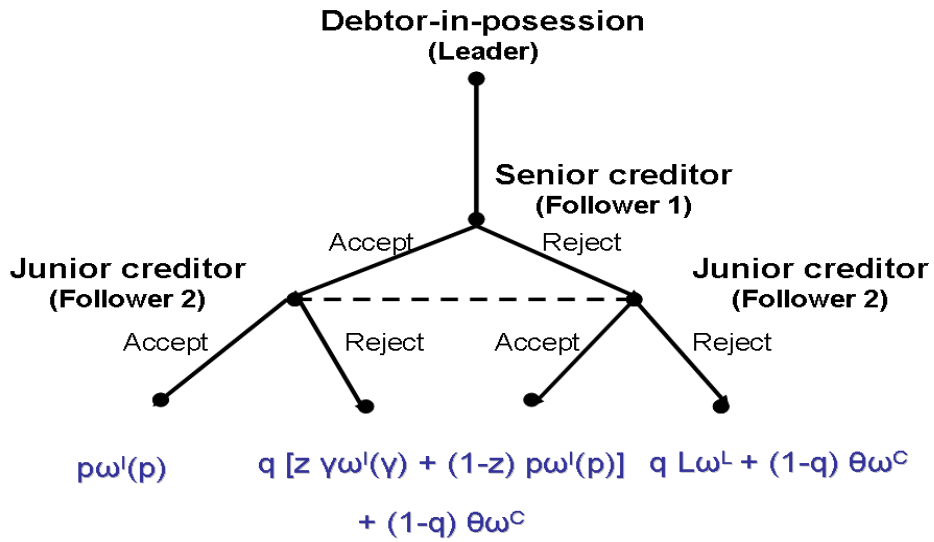 Debtor-in-posession
(Leader)
Senior creditor
(Follower 1)
Accept Reject
Junior creditor Junior creditor
(Follower 2) (Follower 2)
Accept Reject Accept Reject
pωᴵ(p) q [z γωᴵ(γ) + (1-z) pωᴵ(p)] q Lωᴸ + (1-q) θωᶜ
+ (1-q) θωᶜ